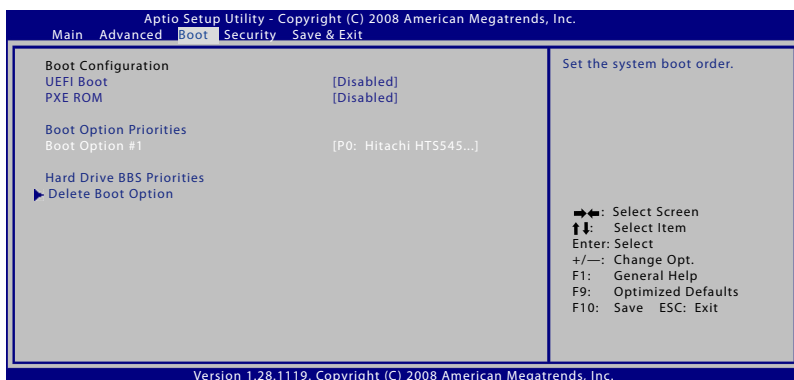 Aptio Setup Utility - Copyright (C) 2008 American Megatrends, Inc.
Main Advanced Boot Security Save & Exit
Boot Configuration
UEFI Boot [Disabled]
PXE ROM [Disabled]
Boot Option Priorities
Boot Option #1 [P0: Hitachi HTS545...]
Hard Drive BBS Priorities
Delete Boot Option
Set the system boot order.
→←: Select Screen
↑↓: Select Item
Enter: Select
+/—: Change Opt.
F1: General Help
F9: Optimized Defaults
F10: Save ESC: Exit
Version 1.28.1119. Copyright (C) 2008 American Megatrends, Inc.